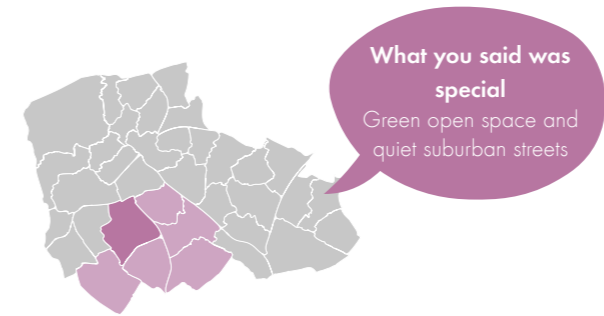 What you said was
special
Green open space and
quiet suburban streets